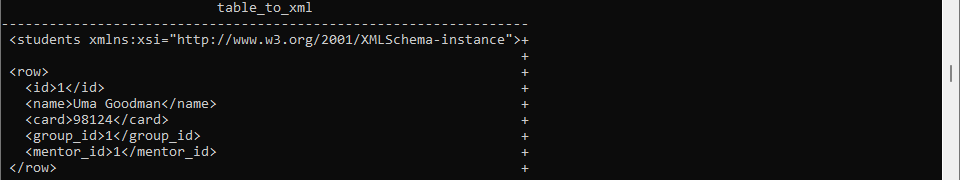 table_to_xml
---------------------------------------------------------------
<students xmlns:xsi="http://www.w3.org/2001/XMLSchema-instance">+
+
<row> +
<id>1</id> +
<name>Uma Goodman</name> +
<card>98124</card> +
<group_id>1</group_id> +
<mentor_id>1</mentor_id> +
</row> +